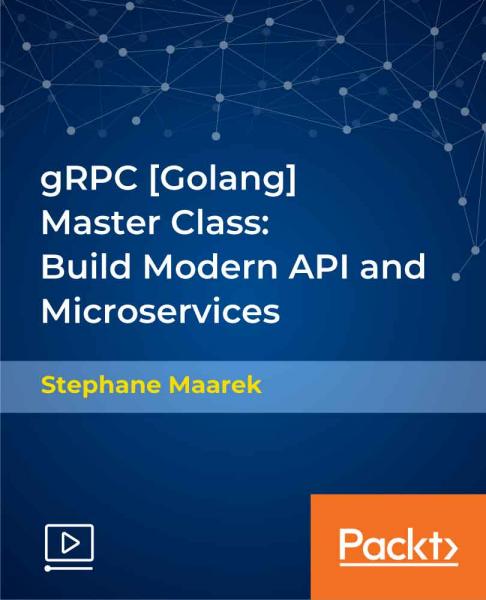 gRPC [Golang]
Master Class:
Build Modern API and
Microservices
Stephane Maarek
Packt>